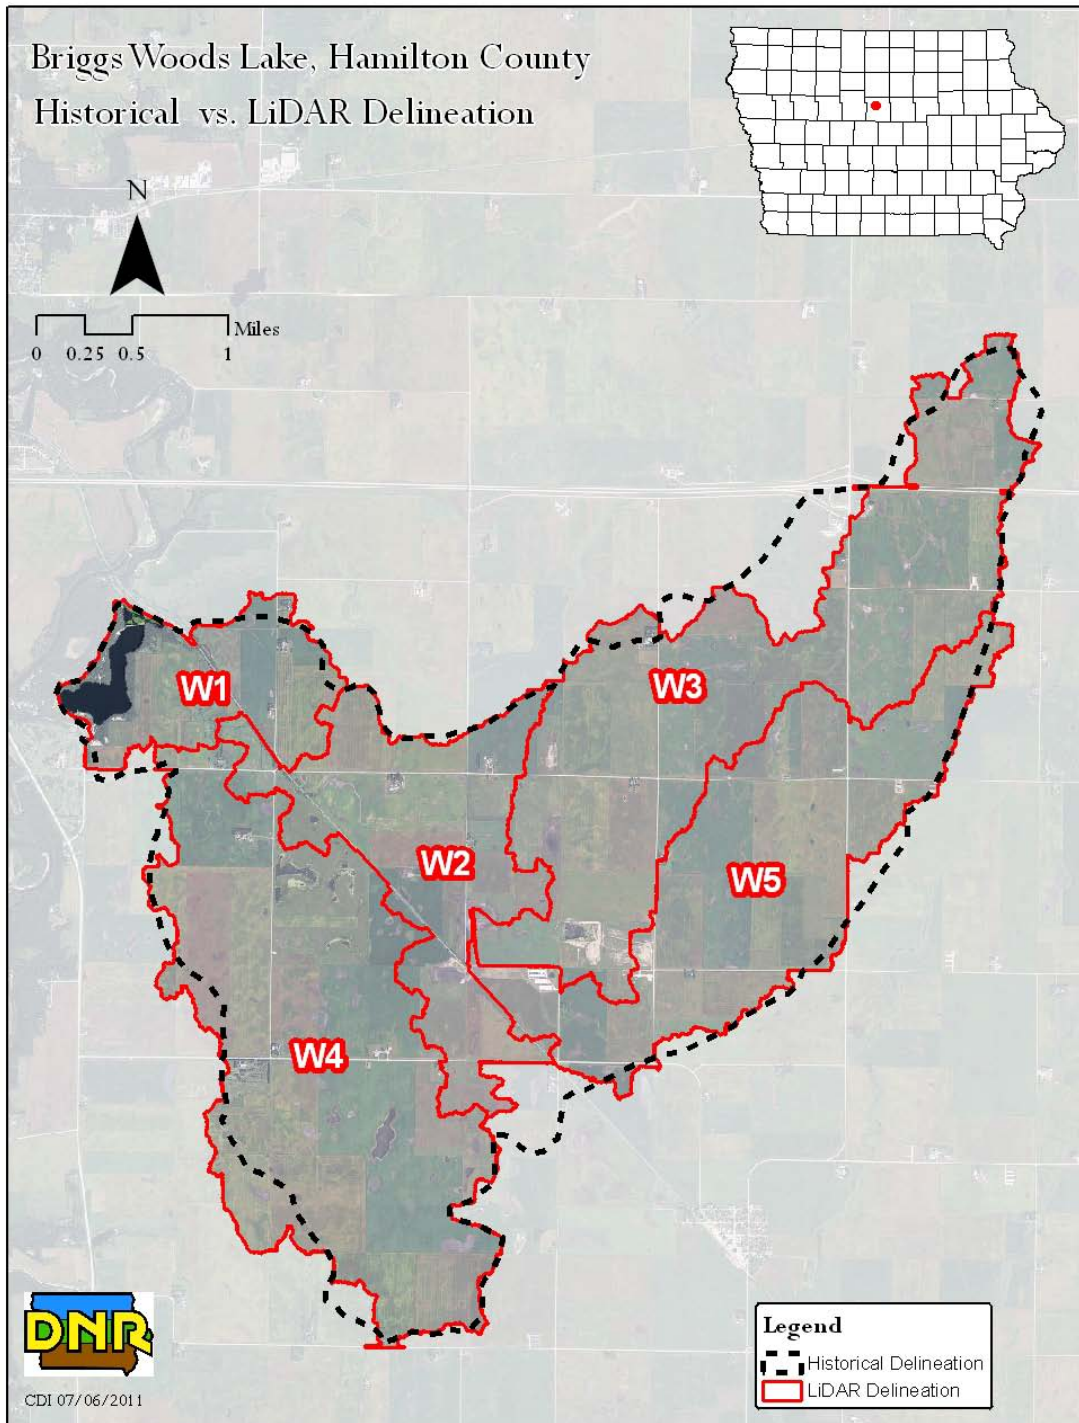 Briggs Woods Lake, Hamilton County
Historical vs. LiDAR Delineation
N
Miles
0 0.25 0.5 1
W1
W3
W2
W5
W4
DNR
CDI 07/06/2011
Legend
Historical Delineation
LiDAR Delineation